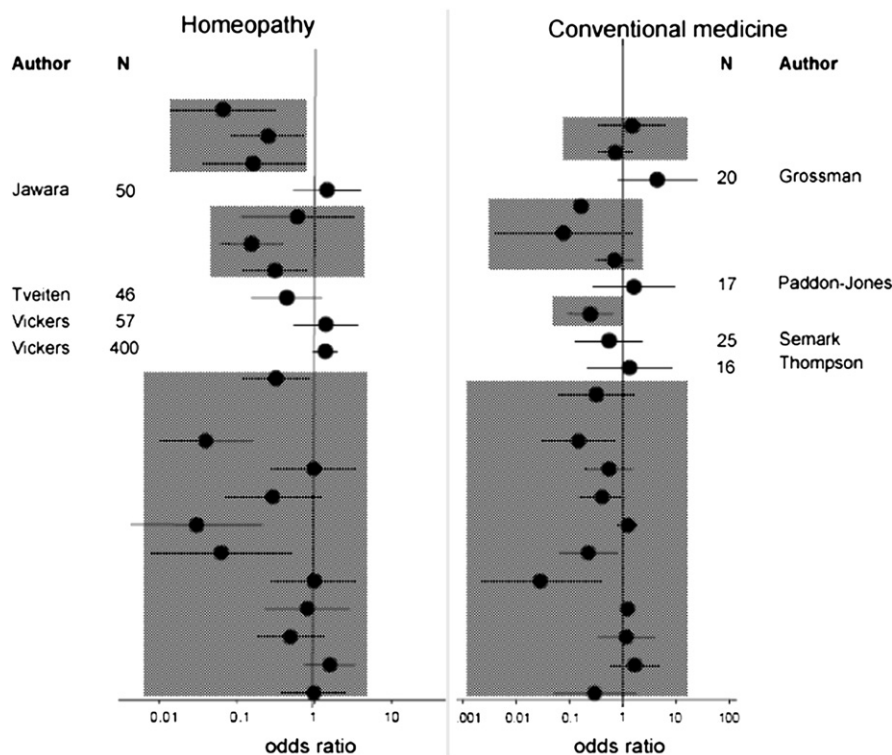 Homeopathy
Conventional medicine
Author N
N Author
20 Grossman
Jawara 50
17 Paddon-Jones
Tveiten 46
Vickers 57
25 Semark
Vickers 400
16 Thompson
0.01 0.1 1 10
.001 0.01 0.1 1 10 100
odds ratio
odds ratio